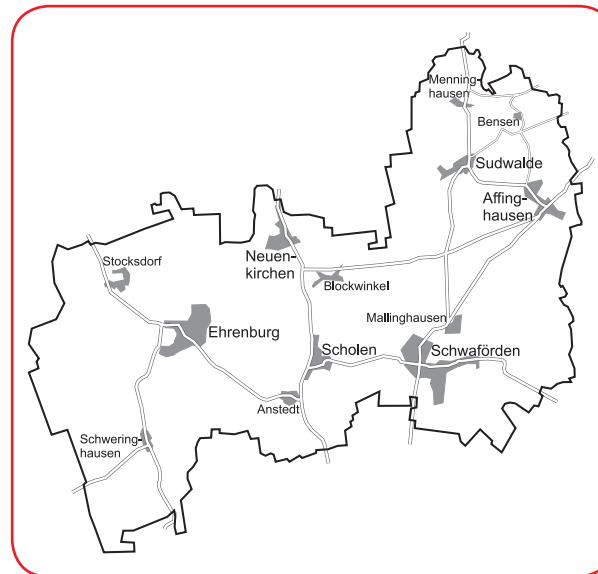 Menning-
hausen
Bensen
Sudwalde
Affing-
hausen
Neuen-
kirchen
Stocksdorf
Blockwinkel
Mallinghausen
Ehrenburg
Scholen
Schwaförden
Anstedt
Schwering-
hausen